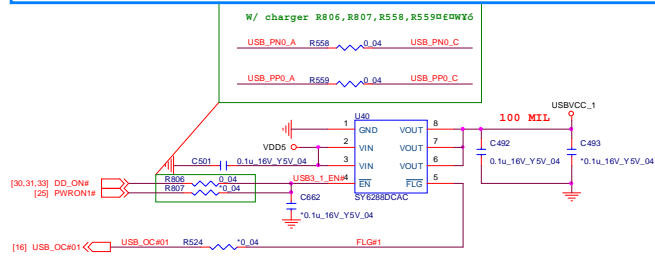 W/ charger R806,R807,R558,R559¤£¤W¥ó
USB_PN0_A R558 0_04 USB_PN0_C
USB_PP0_A R559 0_04 USB_PP0_C
U40
USBVCC_1
100 MIL
1 GND VOUT 8
VDD5 2 VIN VOUT 7
3 VIN VOUT 6
4 EN FLG 5
SY6288DCAC
C501 0.1u_16V_Y5V_04
C492
0.1u_16V_Y5V_04
C493
*0.1u_16V_Y5V_04
[30,31,33] DD_ON# R806 0_04 USB3_1_EN#
[25] PWRON1# R807 *0_04
C662
*0.1u_16V_Y5V_04
[16] USB_OC#01 USB_OC#01 R524 *0_04 FLG#1